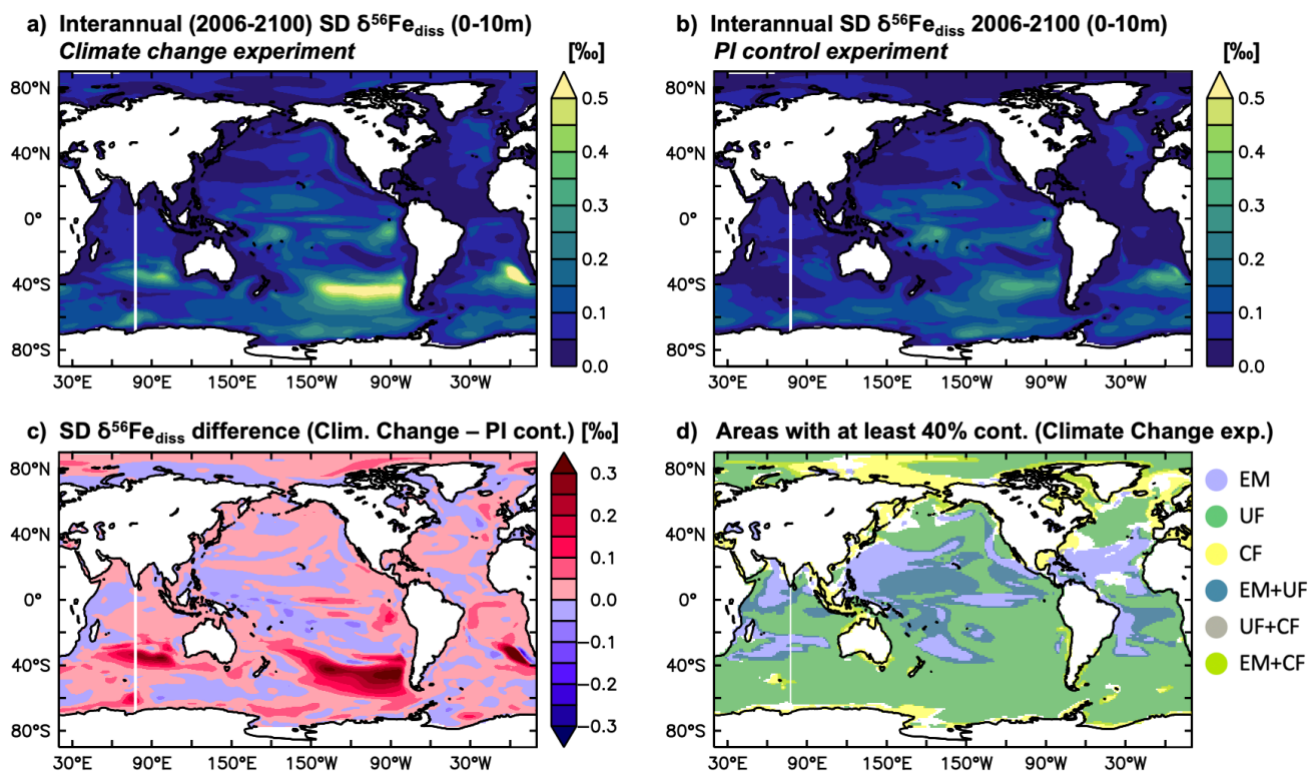 a) Interannual (2006-2100) SD δ⁵⁶Fe_diss (0-10m)
Climate change experiment
[‰]
80°N
40°N
0°
40°S
80°S
30°E 90°E 150°E 150°W 90°W 30°W
0.5
0.4
0.3
0.2
0.1
0.0
b) Interannual SD δ⁵⁶Fe_diss 2006-2100 (0-10m)
PI control experiment
[‰]
80°N
40°N
0°
40°S
80°S
30°E 90°E 150°E 150°W 90°W 30°W
0.5
0.4
0.3
0.2
0.1
0.0
c) SD δ⁵⁶Fe_diss difference (Clim. Change – PI cont.) [‰]
80°N
40°N
0°
40°S
80°S
30°E 90°E 150°E 150°W 90°W 30°W
0.3
0.2
0.1
0.0
−0.1
−0.2
−0.3
d) Areas with at least 40% cont. (Climate Change exp.)
80°N
40°N
0°
40°S
80°S
30°E 90°E 150°E 150°W 90°W 30°W
EM
UF
CF
EM+UF
UF+CF
EM+CF